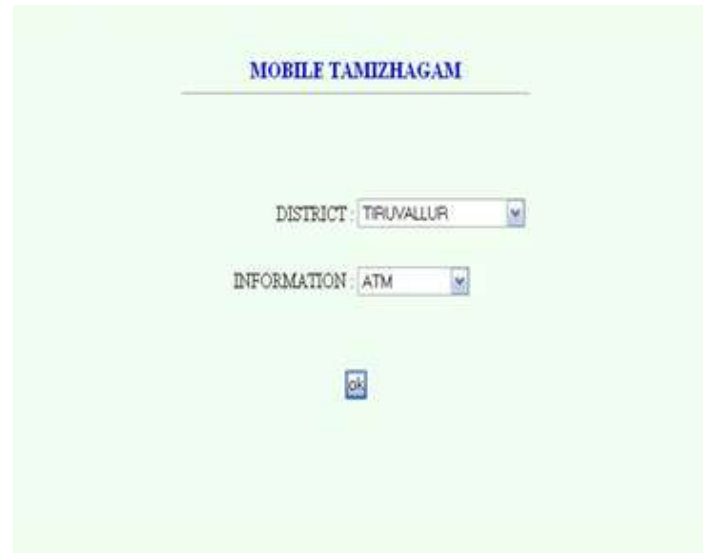 MOBILE TAMIZHAGAM
DISTRICT : TIRUVALLUR
INFORMATION : ATM
ok